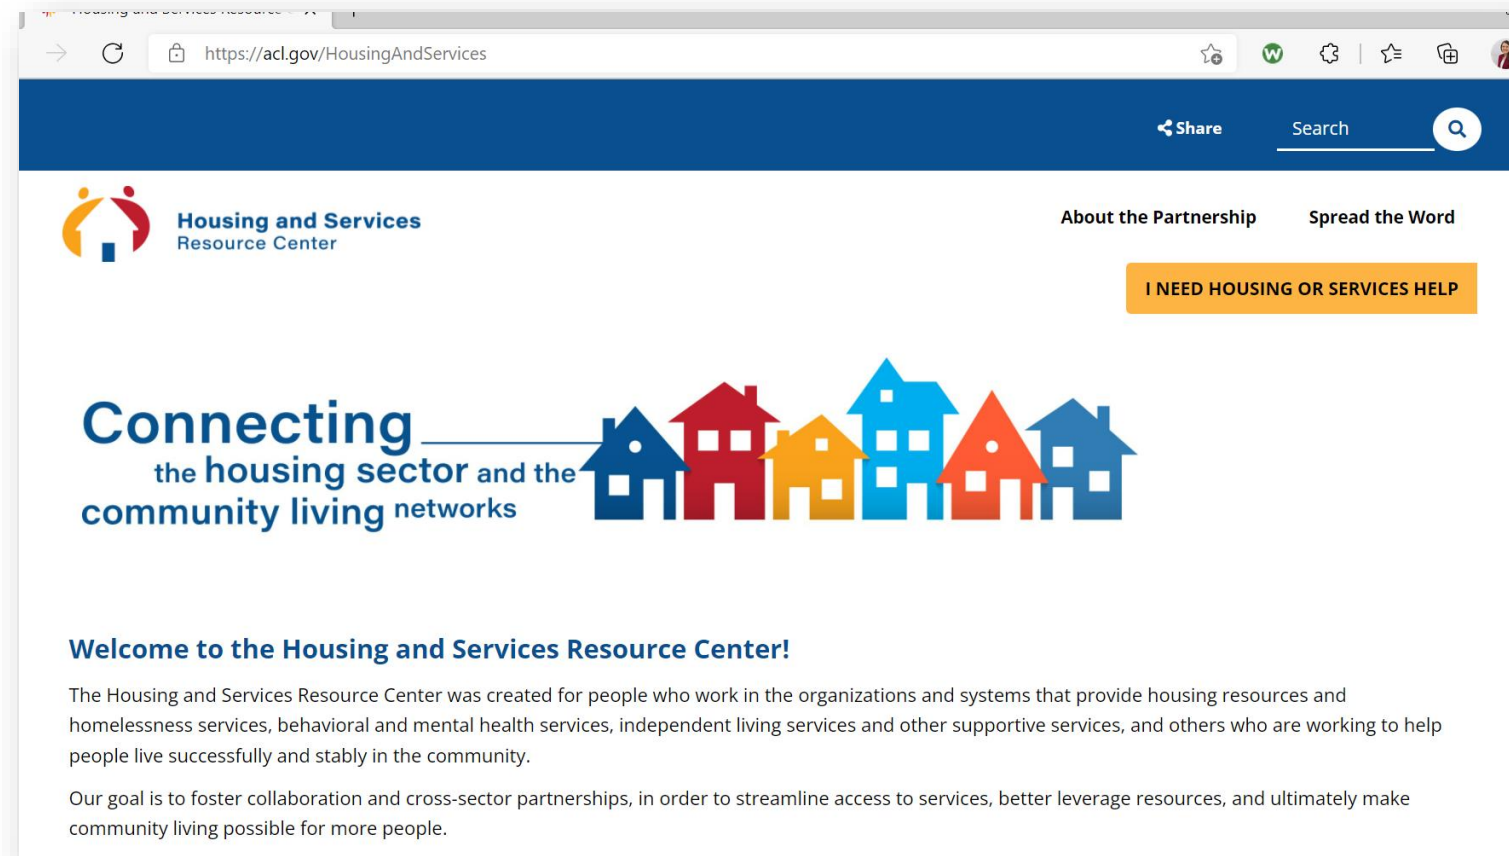 Housing and Services Resource
https://acl.gov/HousingAndServices
Share
Search
Housing and Services
Resource Center
About the Partnership
Spread the Word
I NEED HOUSING OR SERVICES HELP
Connecting
the housing sector and the
community living networks
Welcome to the Housing and Services Resource Center!
The Housing and Services Resource Center was created for people who work in the organizations and systems that provide housing resources and
homelessness services, behavioral and mental health services, independent living services and other supportive services, and others who are working to help
people live successfully and stably in the community.
Our goal is to foster collaboration and cross-sector partnerships, in order to streamline access to services, better leverage resources, and ultimately make
community living possible for more people.